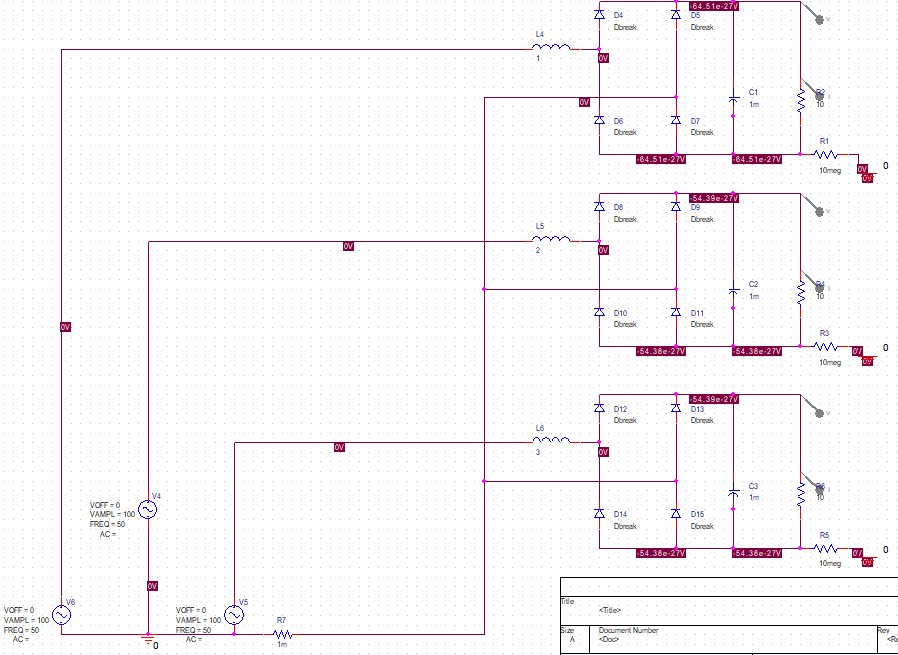 -64.51e-27V
D4
D5
V
Dbreak
Dbreak
L4
1
0V
C1
1m
I
0V
10
D6
D7
Dbreak
Dbreak
R1
-64.51e-27V
-64.51e-27V
10meg
0V
0
0V
-54.39e-27V
D8
D9
V
Dbreak
Dbreak
L5
0V
2
0V
C2
1m
I
10
D10
D11
Dbreak
Dbreak
0V
R3
-54.38e-27V
-54.38e-27V
10meg
0V
0
0V
-54.39e-27V
D12
D13
V
Dbreak
Dbreak
L6
0V
3
0V
C3
1m
I
10
V4
VOFF = 0
VAMPL = 100
FREQ = 50
AC =
D14
D15
Dbreak
Dbreak
R5
-54.38e-27V
-54.38e-27V
10meg
0V
0
0V
0V
V6
VOFF = 0
VAMPL = 100
FREQ = 50
AC =
V5
VOFF = 0
VAMPL = 100
FREQ = 50
AC =
R7
1m
0
Title
<Title>
Size
A
Document Number
<Doc>
Rev